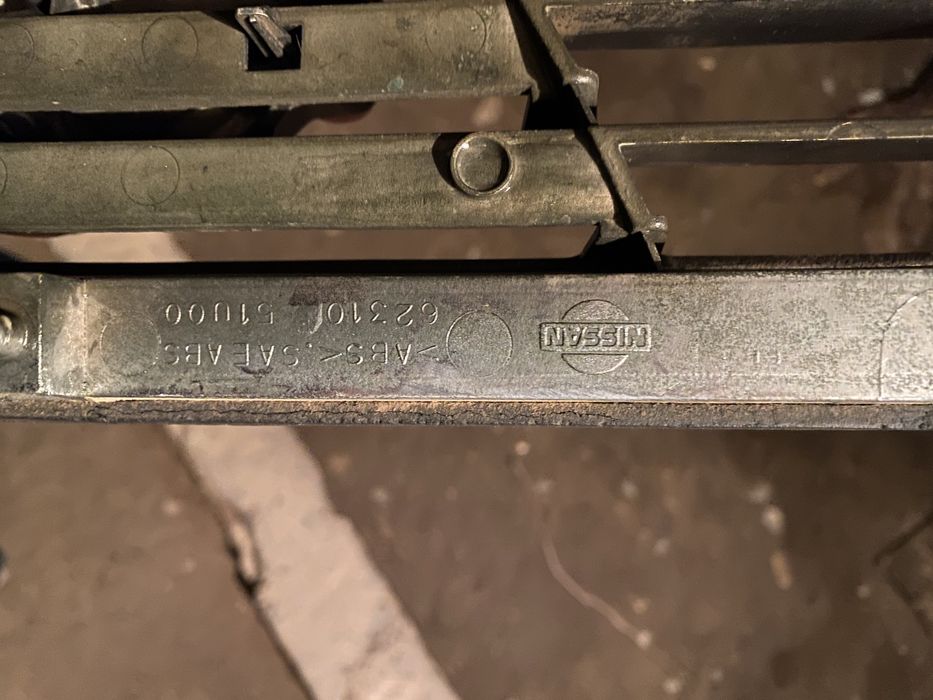 NISSAN
>ABS< SAE ABS
62310 51U00